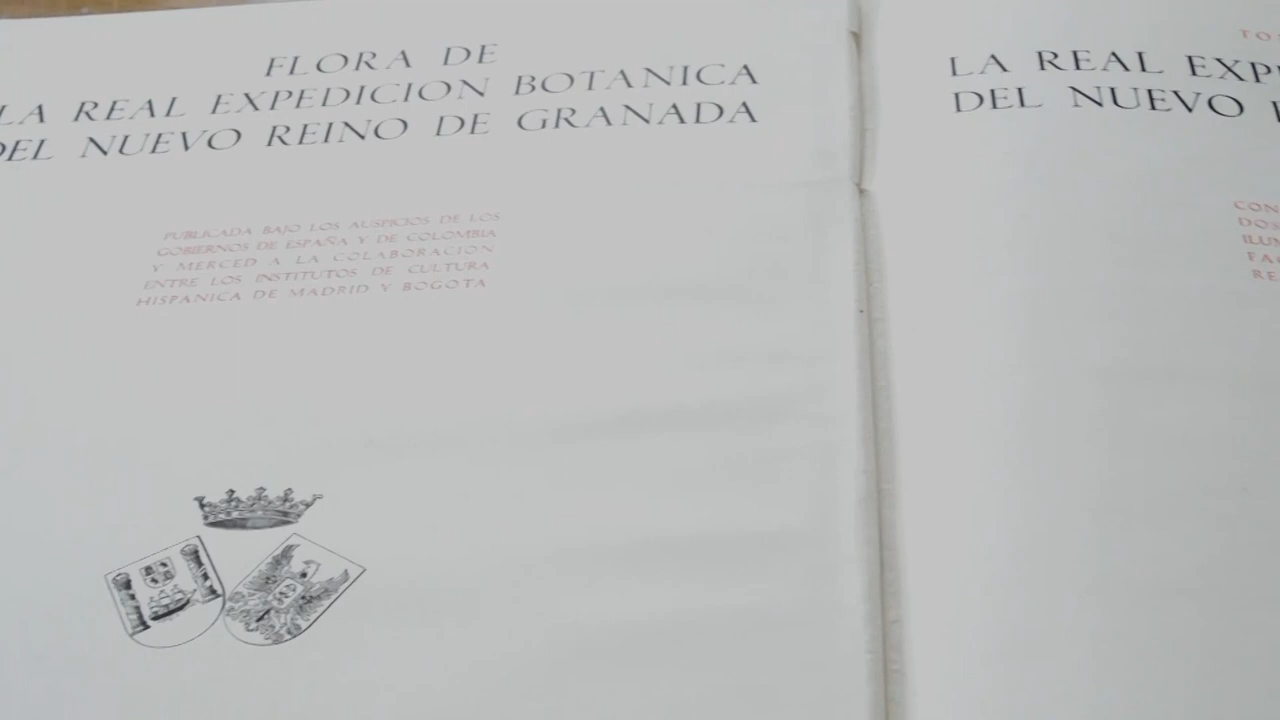 FLORA DE
LA REAL EXPEDICION BOTANICA
DEL NUEVO REINO DE GRANADA
PUBLICADA BAJO LOS AUSPICIOS DE LOS
GOBIERNOS DE ESPAÑA Y DE COLOMBIA
Y MERCED A LA COLABORACION
ENTRE LOS INSTITUTOS DE CULTURA
HISPANICA DE MADRID Y BOGOTA
LA REAL
DEL NUEVO